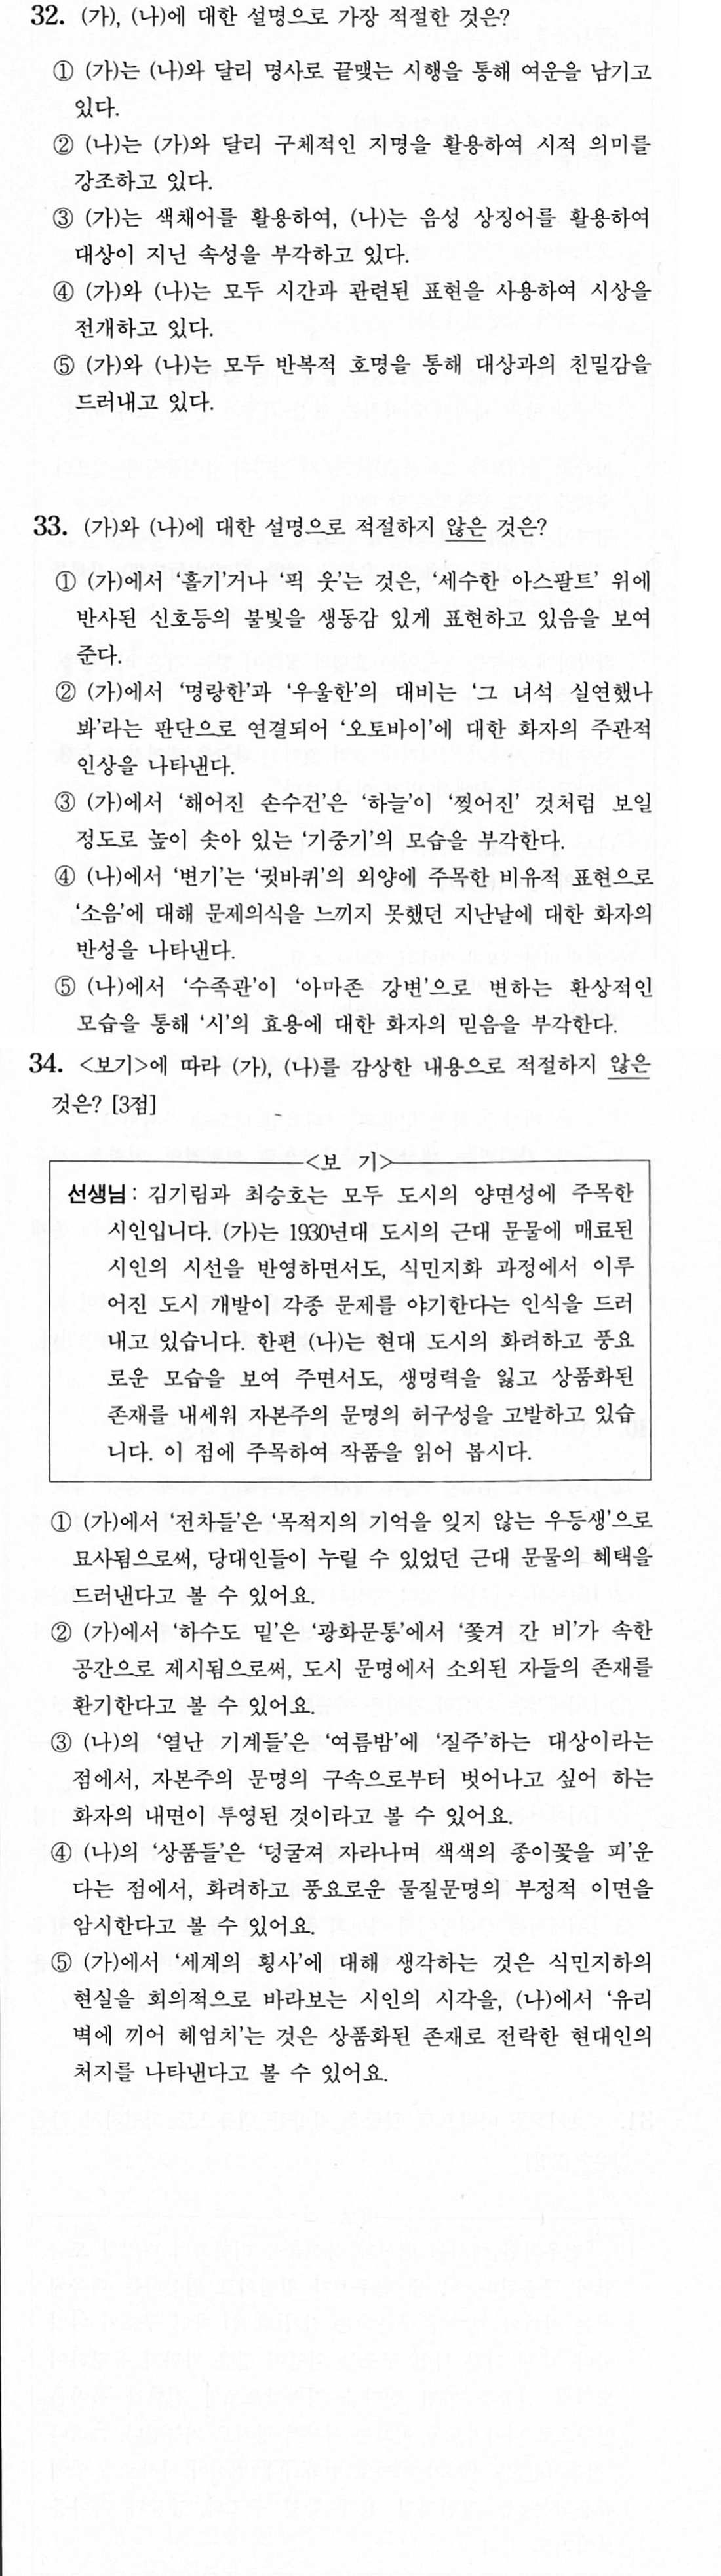 32. (가), (나)에 대한 설명으로 가장 적절한 것은?
① (가)는 (나)와 달리 명사로 끝맺는 시행을 통해 여운을 남기고
있다.
② (나)는 (가)와 달리 구체적인 지명을 활용하여 시적 의미를
강조하고 있다.
③ (가)는 색채어를 활용하여, (나)는 음성 상징어를 활용하여
대상이 지닌 속성을 부각하고 있다.
④ (가)와 (나)는 모두 시간과 관련된 표현을 사용하여 시상을
전개하고 있다.
⑤ (가)와 (나)는 모두 반복적 호명을 통해 대상과의 친밀감을
드러내고 있다.
33. (가)와 (나)에 대한 설명으로 적절하지 않은 것은?
① (가)에서 ‘흘기’거나 ‘픽 웃’는 것은, ‘세수한 아스팔트’ 위에
반사된 신호등의 불빛을 생동감 있게 표현하고 있음을 보여
준다.
② (가)에서 ‘명랑한’과 ‘우울한’의 대비는 ‘그 녀석 실연했나
봐’라는 판단으로 연결되어 ‘오토바이’에 대한 화자의 주관적
인상을 나타낸다.
③ (가)에서 ‘해어진 손수건’은 ‘하늘’이 ‘찢어진’ 것처럼 보일
정도로 높이 솟아 있는 ‘기중기’의 모습을 부각한다.
④ (나)에서 ‘변기’는 ‘귓바퀴’의 외양에 주목한 비유적 표현으로
‘소음’에 대해 문제의식을 느끼지 못했던 지난날에 대한 화자의
반성을 나타낸다.
⑤ (나)에서 ‘수족관’이 ‘아마존 강변’으로 변하는 환상적인
모습을 통해 ‘시’의 효용에 대한 화자의 믿음을 부각한다.
34. <보기>에 따라 (가), (나)를 감상한 내용으로 적절하지 않은
것은? [3점]
<보 기>
선생님 : 김기림과 최승호는 모두 도시의 양면성에 주목한
시인입니다. (가)는 1930년대 도시의 근대 문물에 매료된
시인의 시선을 반영하면서도, 식민지화 과정에서 이루
어진 도시 개발이 각종 문제를 야기한다는 인식을 드러
내고 있습니다. 한편 (나)는 현대 도시의 화려하고 풍요
로운 모습을 보여 주면서도, 생명력을 잃고 상품화된
존재를 내세워 자본주의 문명의 허구성을 고발하고 있습
니다. 이 점에 주목하여 작품을 읽어 봅시다.
① (가)에서 ‘전차들’은 ‘목적지의 기억을 잊지 않는 우등생’으로
묘사됨으로써, 당대인들이 누릴 수 있었던 근대 문물의 혜택을
드러낸다고 볼 수 있어요.
② (가)에서 ‘하수도 밑’은 ‘광화문통’에서 ‘쫓겨 간 비’가 속한
공간으로 제시됨으로써, 도시 문명에서 소외된 자들의 존재를
환기한다고 볼 수 있어요.
③ (나)의 ‘열난 기계들’은 ‘여름밤’에 ‘질주’하는 대상이라는
점에서, 자본주의 문명의 구속으로부터 벗어나고 싶어 하는
화자의 내면이 투영된 것이라고 볼 수 있어요.
④ (나)의 ‘상품들’은 ‘덩굴져 자라나며 색색의 종이꽃을 피’운
다는 점에서, 화려하고 풍요로운 물질문명의 부정적 이면을
암시한다고 볼 수 있어요.
⑤ (가)에서 ‘세계의 횡사’에 대해 생각하는 것은 식민지하의
현실을 회의적으로 바라보는 시인의 시각을, (나)에서 ‘유리
벽에 끼어 헤엄치’는 것은 상품화된 존재로 전락한 현대인의
처지를 나타낸다고 볼 수 있어요.